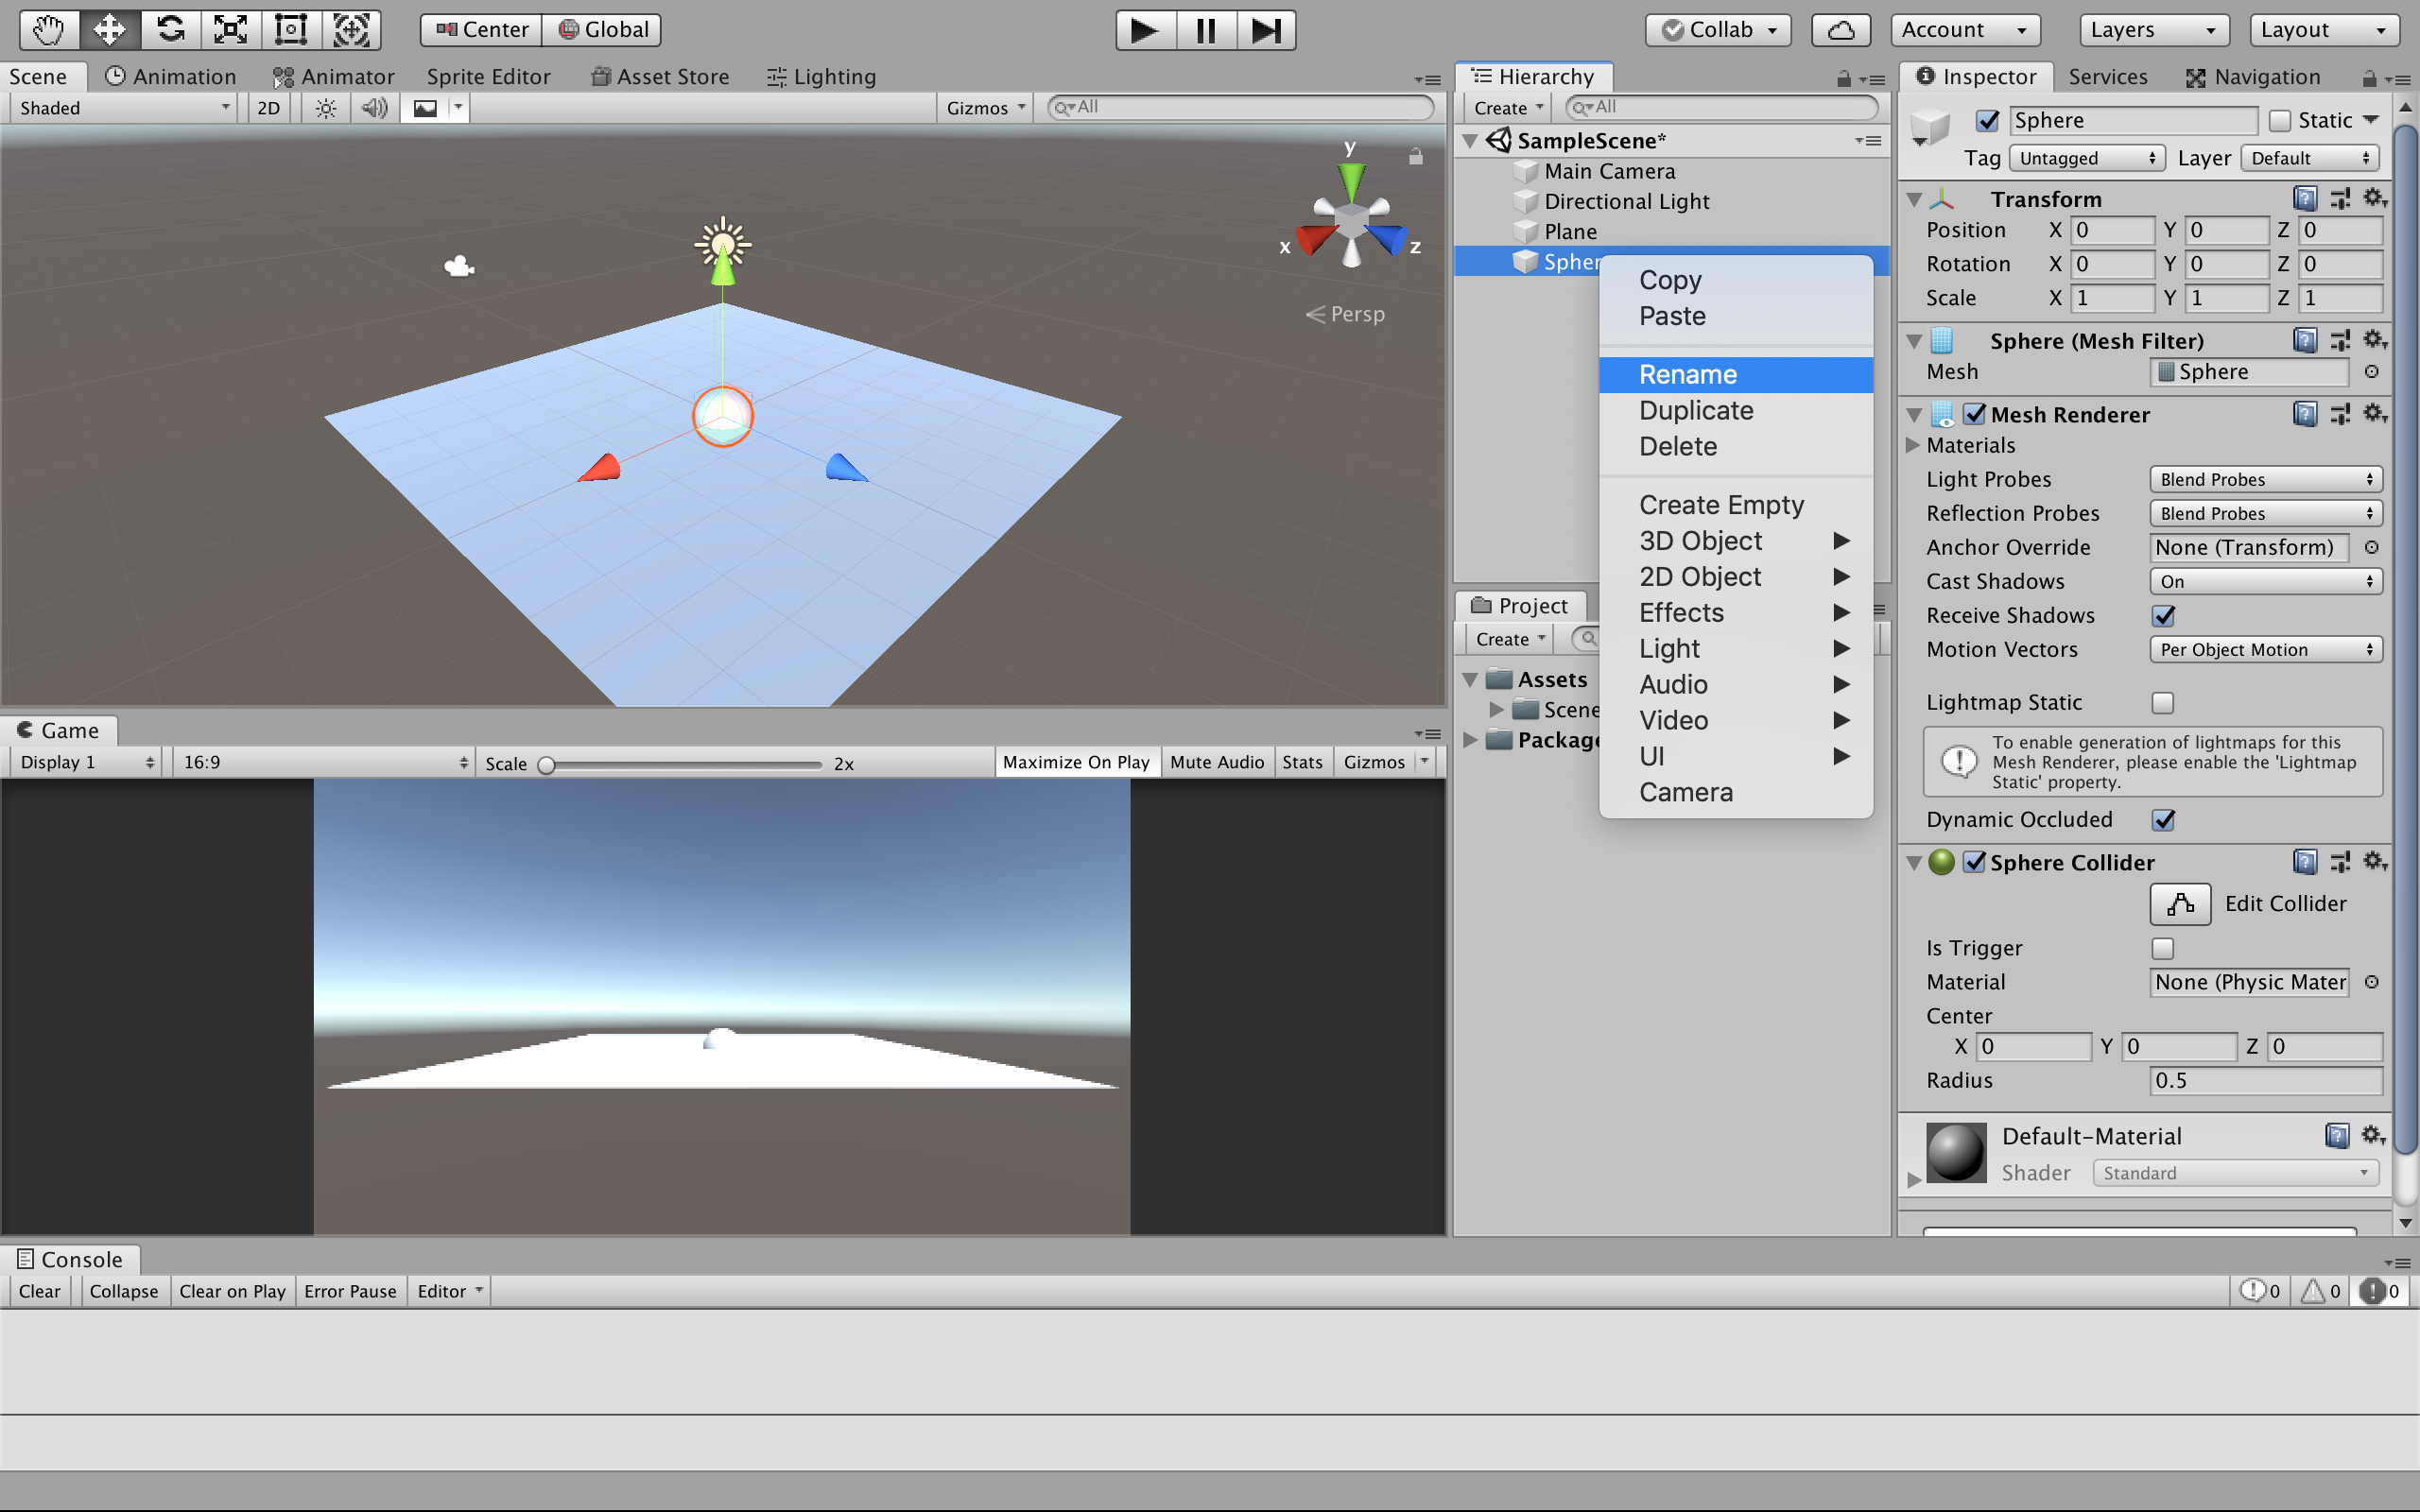 Center Global Collab Account Layers Layout
Scene Animation Animator Sprite Editor Asset Store Lighting
Shaded 2D Gizmos All
y
x z
Persp
Game
Display 1 16:9 Scale 2x Maximize On Play Mute Audio Stats Gizmos
Hierarchy
Create All
SampleScene*
Main Camera
Directional Light
Plane
Spher
Copy
Paste
Rename
Duplicate
Delete
Create Empty
3D Object
2D Object
Effects
Light
Audio
Video
UI
Camera
Project
Create
Assets
Scene
Package
Inspector Services Navigation
Sphere Static
Tag Untagged Layer Default
Transform
Position X 0 Y 0 Z 0
Rotation X 0 Y 0 Z 0
Scale X 1 Y 1 Z 1
Sphere (Mesh Filter)
Mesh Sphere
Mesh Renderer
Materials
Light Probes Blend Probes
Reflection Probes Blend Probes
Anchor Override None (Transform)
Cast Shadows On
Receive Shadows
Motion Vectors Per Object Motion
Lightmap Static
To enable generation of lightmaps for this
Mesh Renderer, please enable the 'Lightmap
Static' property.
Dynamic Occluded
Sphere Collider
Edit Collider
Is Trigger
Material None (Physic Mater
Center
X 0 Y 0 Z 0
Radius 0.5
Default-Material
Shader Standard
Console
Clear Collapse Clear on Play Error Pause Editor 0 0 0